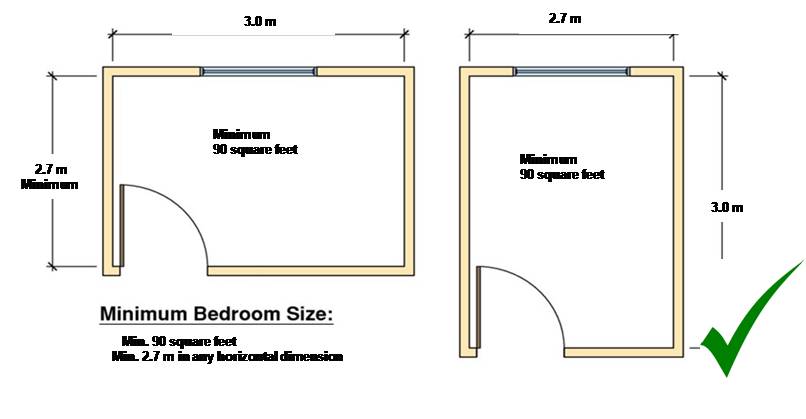 3.0 m
2.7 m
Minimum
90 square feet
2.7 m
Minimum
Minimum
90 square feet
3.0 m
Minimum Bedroom Size:
Min. 90 square feet
Min. 2.7 m in any horizontal dimension